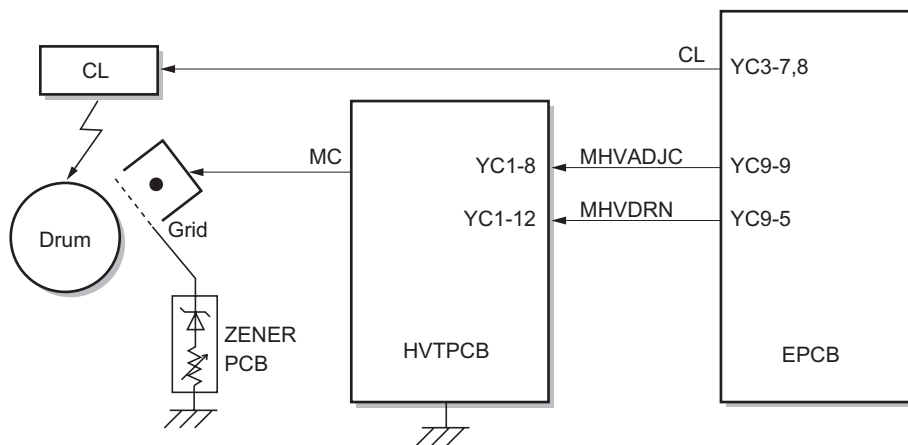 CL
CL
YC3-7,8
MC
YC1-8
MHVADJC
YC9-9
YC1-12
MHVDRN
YC9-5
Grid
Drum
ZENER
PCB
HVTPCB
EPCB